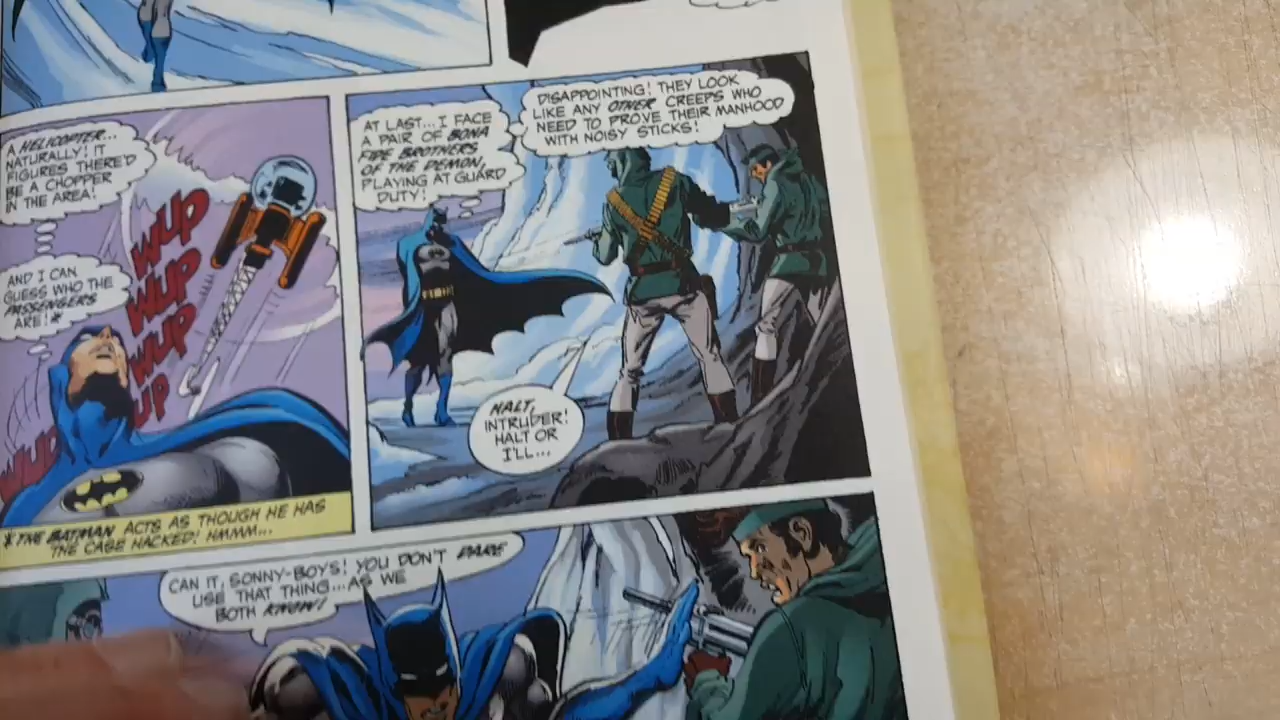 A HELICOPTER...
NATURALLY! IT
FIGURES THERE'D
BE A CHOPPER
IN THE AREA!
AND I CAN
GUESS WHO THE
PASSENGERS
ARE!*
WUP
WUP
WUP
WUP
*THE BATMAN ACTS AS THOUGH HE HAS
THE CASE HACKED! HMMM...
AT LAST... I FACE
A PAIR OF BONA
FIDE BROTHERS
OF THE DEMON,
PLAYING AT GUARD
DUTY!
DISAPPOINTING! THEY LOOK
LIKE ANY OTHER CREEPS WHO
NEED TO PROVE THEIR MANHOOD
WITH NOISY STICKS!
HALT,
INTRUDER!
HALT OR
I'LL...
CAN IT, SONNY-BOYS! YOU DON'T DARE
USE THAT THING...AS WE
BOTH KNOW!